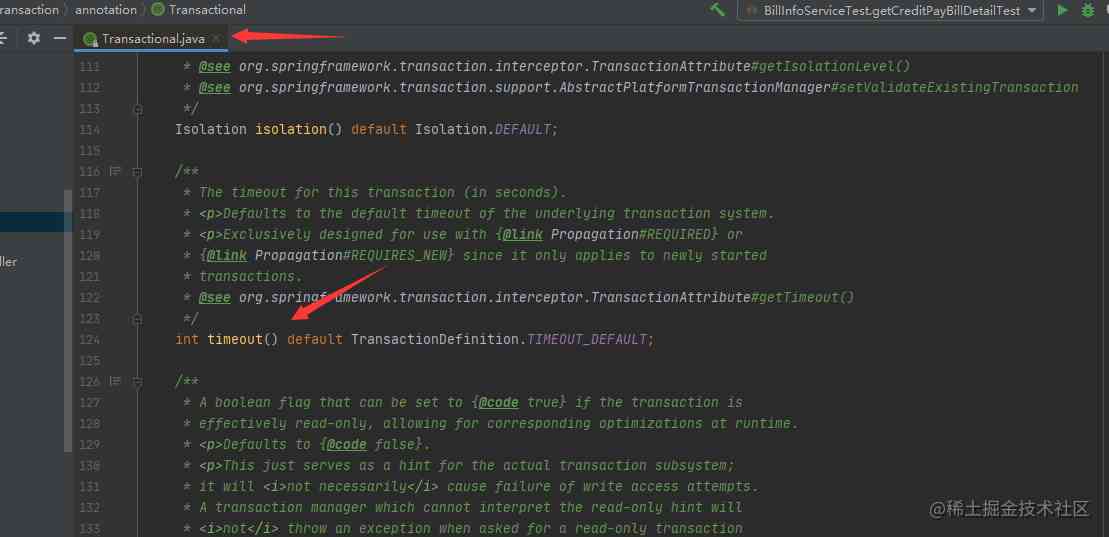 ransaction › annotation › Transactional
BillInfoServiceTest.getCreditPayBillDetailTest
Transactional.java ×
111 * @see org.springframework.transaction.interceptor.TransactionAttribute#getIsolationLevel()
112 * @see org.springframework.transaction.support.AbstractPlatformTransactionManager#setValidateExistingTransaction
113 */
114 Isolation isolation() default Isolation.DEFAULT;
115
116 /**
117 * The timeout for this transaction (in seconds).
118 * <p>Defaults to the default timeout of the underlying transaction system.
119 * <p>Exclusively designed for use with {@link Propagation#REQUIRED} or
120 * {@link Propagation#REQUIRES_NEW} since it only applies to newly started
ller
121 * transactions.
122 * @see org.springframework.transaction.interceptor.TransactionAttribute#getTimeout()
123 */
124 int timeout() default TransactionDefinition.TIMEOUT_DEFAULT;
125
126 /**
127 * A boolean flag that can be set to {@code true} if the transaction is
128 * effectively read-only, allowing for corresponding optimizations at runtime.
129 * <p>Defaults to {@code false}.
130 * <p>This just serves as a hint for the actual transaction subsystem;
131 * it will <i>not necessarily</i> cause failure of write access attempts.
132 * A transaction manager which cannot interpret the read-only hint will
133 * <i>not</i> throw an exception when asked for a read-only transaction
@稀土掘金技术社区